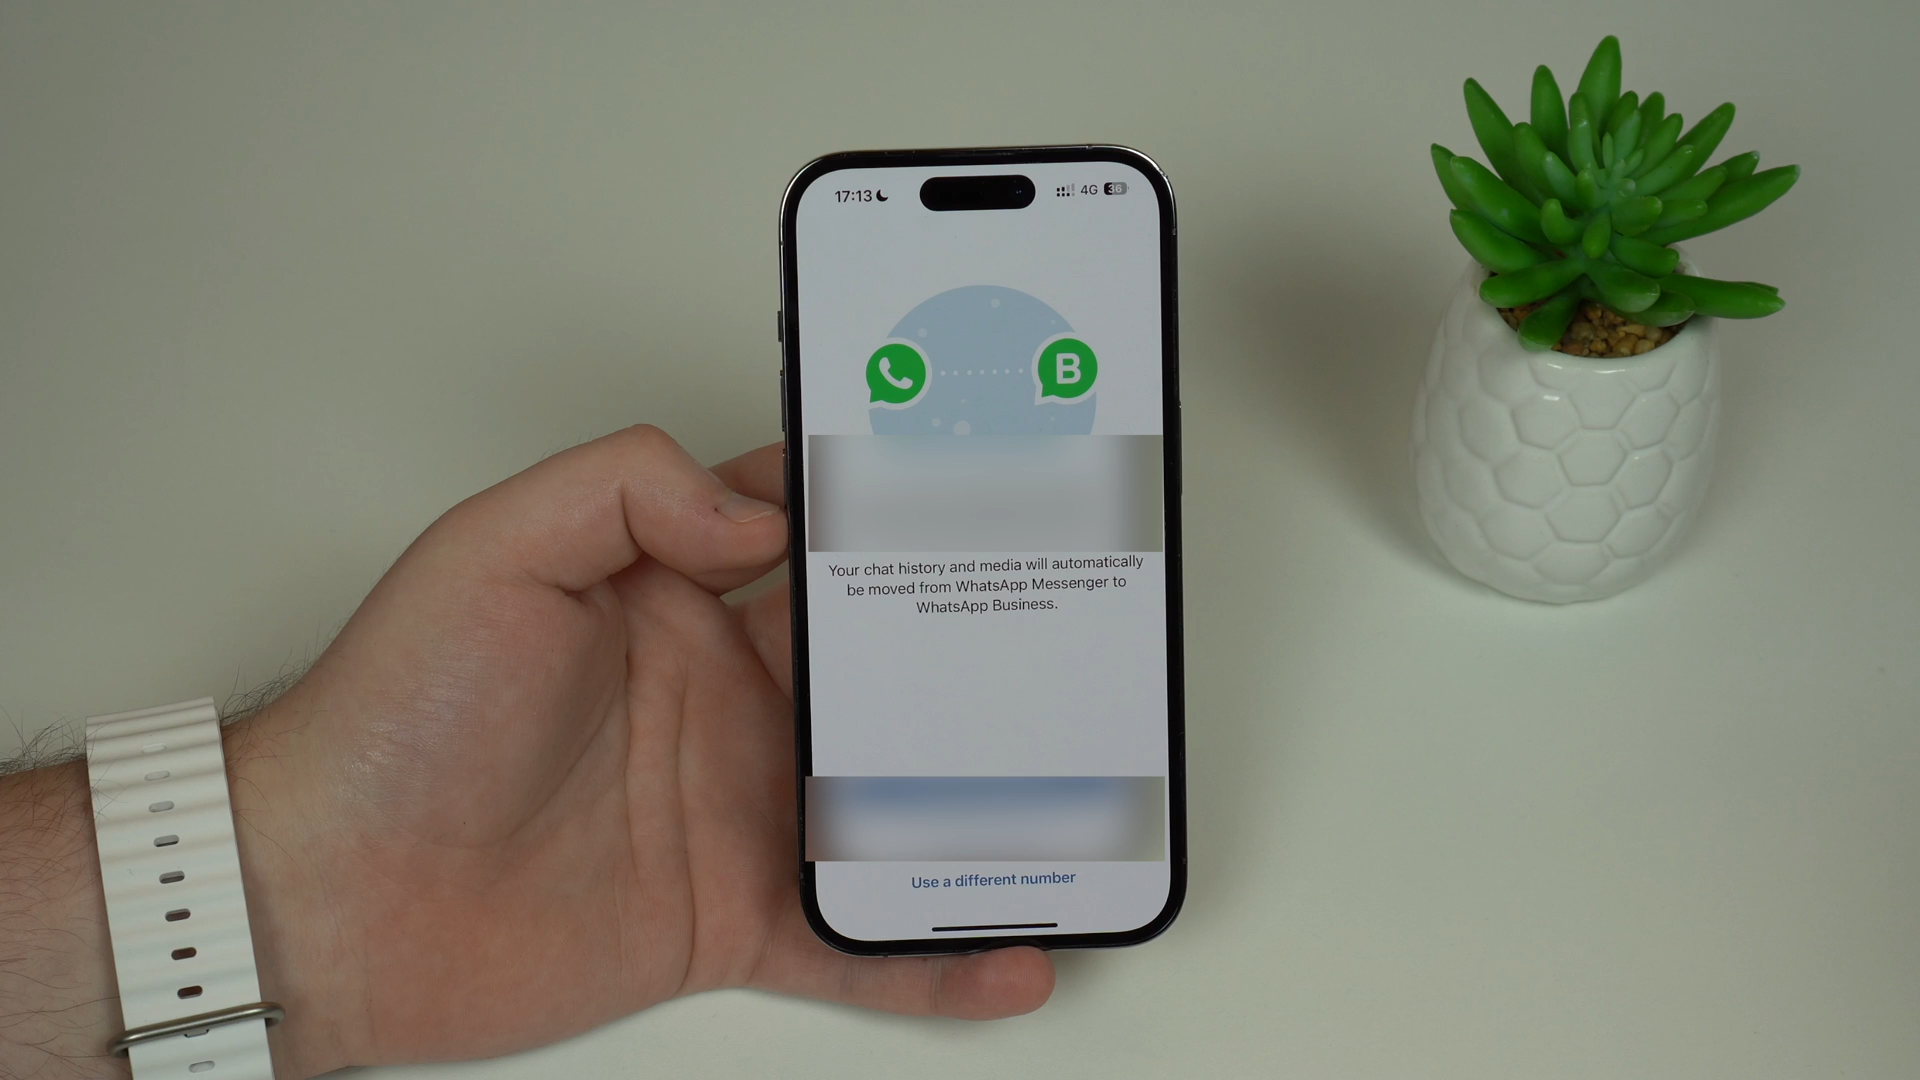 17:13
4G 36
B
Your chat history and media will automatically
be moved from WhatsApp Messenger to
WhatsApp Business.
Use a different number